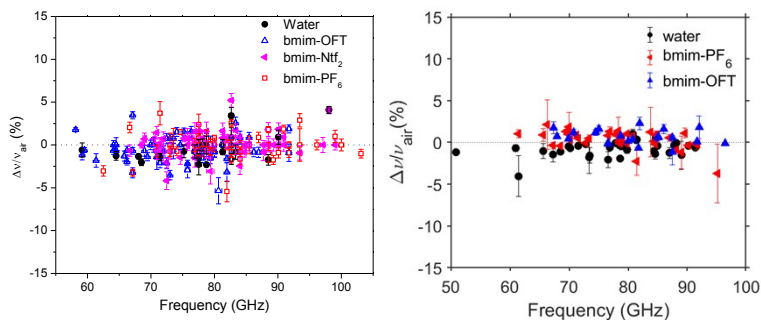 15
10
5
0
-5
-10
-15
Δν/ν_air (%)
Water
bmim-OFT
bmim-Ntf₂
bmim-PF₆
60 70 80 90 100
Frequency (GHz)
15
10
5
0
-5
-10
-15
Δν/ν_air(%)
water
bmim-PF₆
bmim-OFT
50 60 70 80 90 100
Frequency (GHz)